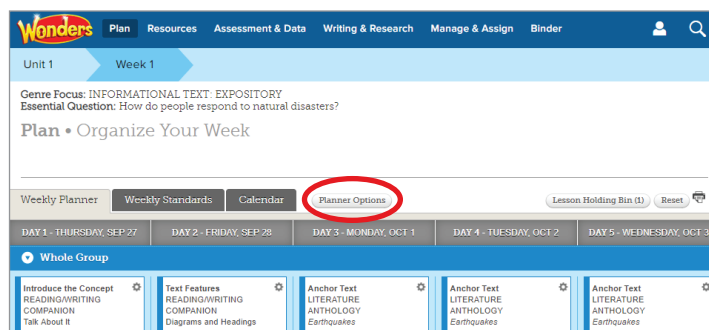 Wonders Plan Resources Assessment & Data Writing & Research Manage & Assign Binder
Unit 1 Week 1
Genre Focus: INFORMATIONAL TEXT: EXPOSITORY
Essential Question: How do people respond to natural disasters?
Plan • Organize Your Week
Weekly Planner Weekly Standards Calendar Planner Options Lesson Holding Bin (1) Reset
DAY 1 - THURSDAY, SEP 27 DAY 2 - FRIDAY, SEP 28 DAY 3 - MONDAY, OCT 1 DAY 4 - TUESDAY, OCT 2 DAY 5 - WEDNESDAY, OCT 3
Whole Group
Introduce the Concept
READING/WRITING
COMPANION
Talk About It
Text Features
READING/WRITING
COMPANION
Diagrams and Headings
Anchor Text
LITERATURE
ANTHOLOGY
Earthquakes
Anchor Text
LITERATURE
ANTHOLOGY
Earthquakes
Anchor Text
LITERATURE
ANTHOLOGY
Earthquakes